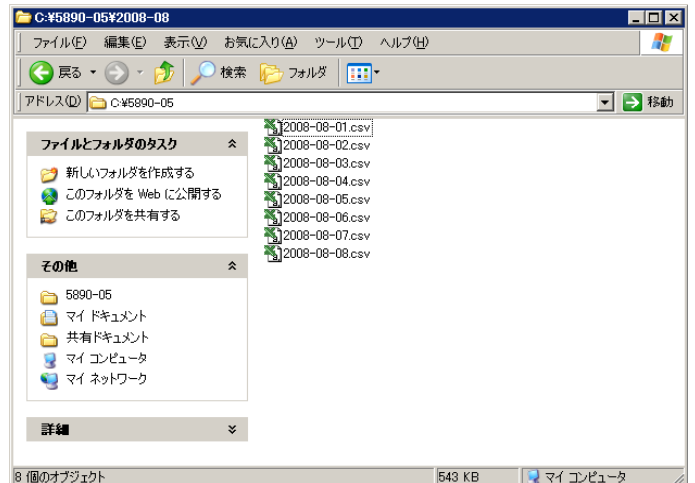 C:¥5890-05¥2008-08
ファイル(F) 編集(E) 表示(V) お気に入り(A) ツール(T) ヘルプ(H)
戻る 検索 フォルダ
アドレス(D) C:¥5890-05 移動
ファイルとフォルダのタスク
新しいフォルダを作成する
このフォルダを Web に公開する
このフォルダを共有する
その他
5890-05
マイ ドキュメント
共有ドキュメント
マイ コンピュータ
マイ ネットワーク
詳細
2008-08-01.csv
2008-08-02.csv
2008-08-03.csv
2008-08-04.csv
2008-08-05.csv
2008-08-06.csv
2008-08-07.csv
2008-08-08.csv
8 個のオブジェクト 543 KB マイ コンピュータ